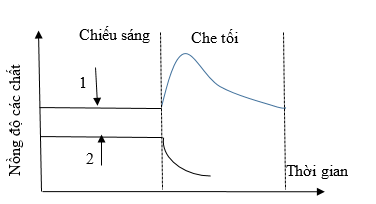 Chiếu sáng
Che tối
Nồng độ các chất
1
2
Thời gian